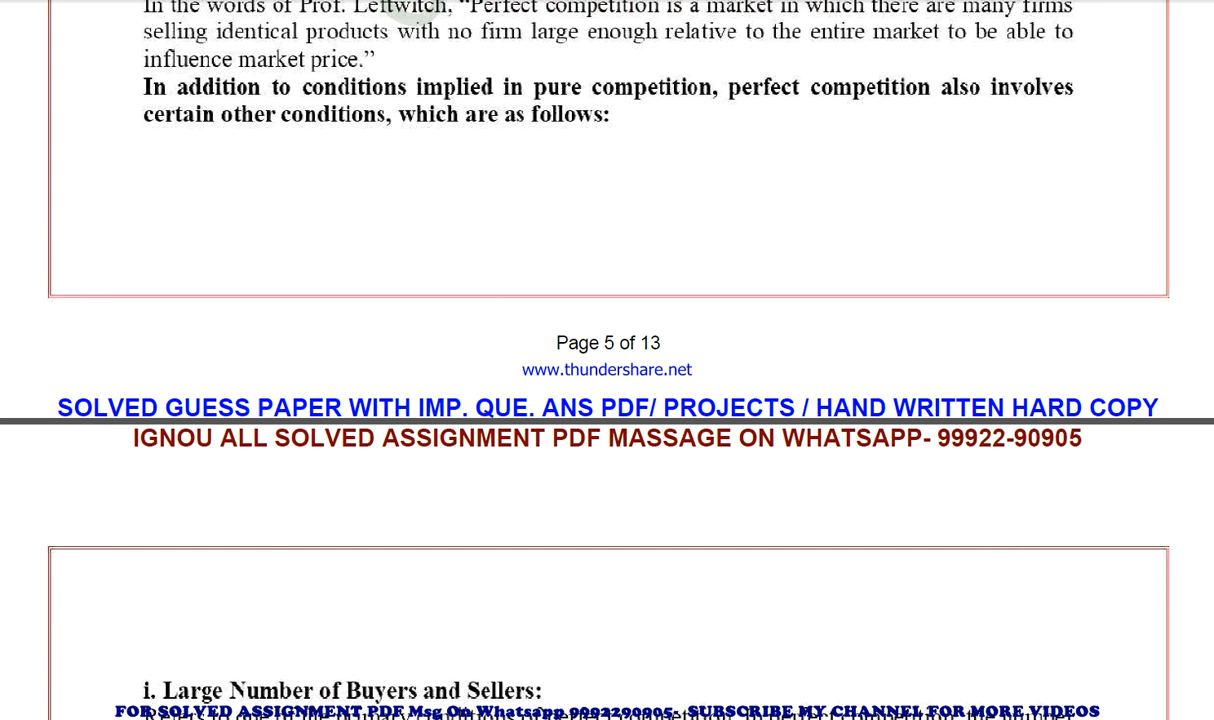 In the words of Prof. Leftwitch, “Perfect competition is a market in which there are many firms
selling identical products with no firm large enough relative to the entire market to be able to
influence market price.”
In addition to conditions implied in pure competition, perfect competition also involves
certain other conditions, which are as follows:
Page 5 of 13
www.thundershare.net
SOLVED GUESS PAPER WITH IMP. QUE. ANS PDF/ PROJECTS / HAND WRITTEN HARD COPY
IGNOU ALL SOLVED ASSIGNMENT PDF MASSAGE ON WHATSAPP- 99922-90905
i. Large Number of Buyers and Sellers:
FOR SOLVED ASSIGNMENT PDF Msg On Whatsapp 9992290905- SUBSCRIBE MY CHANNEL FOR MORE VIDEOS